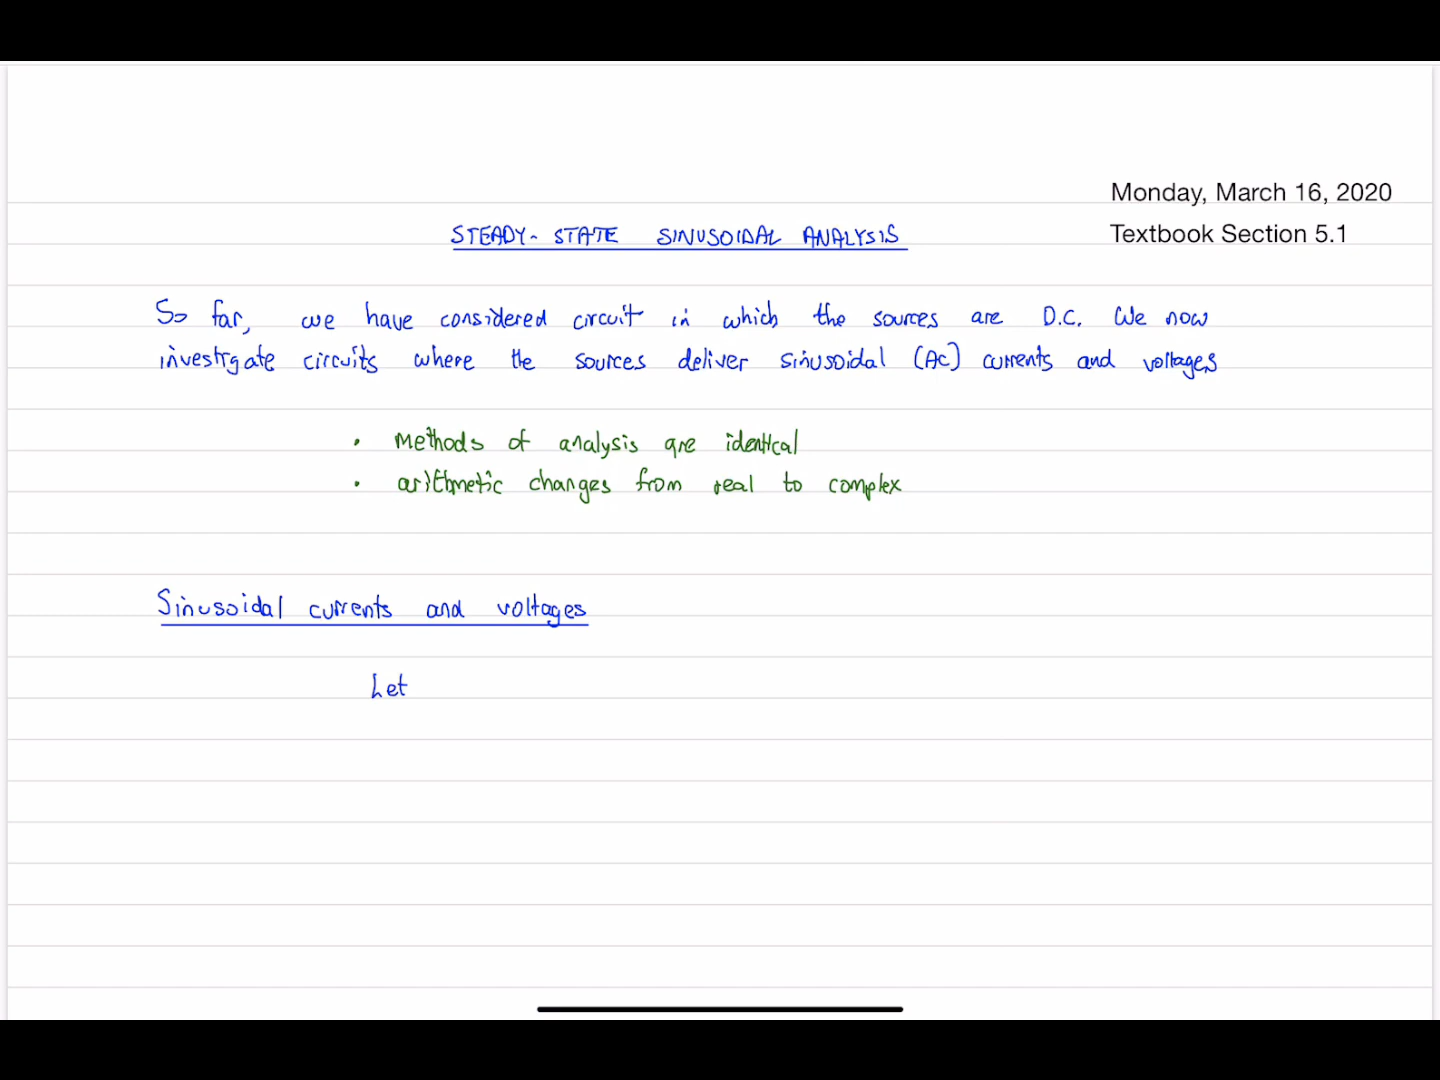 Monday, March 16, 2020
STEADY-STATE SINUSOIDAL ANALYSIS
Textbook Section 5.1
So far, we have considered circuit in which the sources are D.C. We now
investigate circuits where the sources deliver sinusoidal (AC) currents and voltages
• methods of analysis are identical
• arithmetic changes from real to complex
Sinusoidal currents and voltages
Let